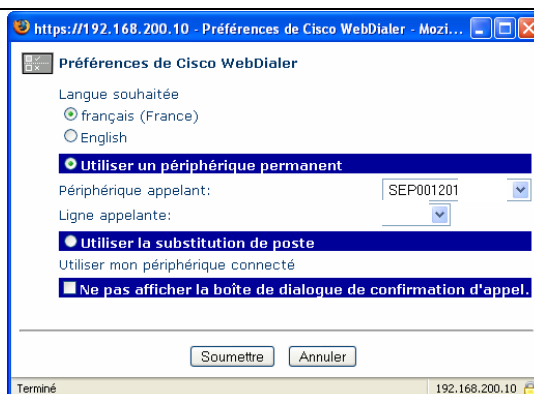 https://192.168.200.10 - Préférences de Cisco WebDialer - Mozi...
Préférences de Cisco WebDialer
Langue souhaitée
français (France)
English
Utiliser un périphérique permanent
Périphérique appelant: SEP001201
Ligne appelante:
Utiliser la substitution de poste
Utiliser mon périphérique connecté
Ne pas afficher la boîte de dialogue de confirmation d'appel.
Soumettre Annuler
Terminé 192.168.200.10